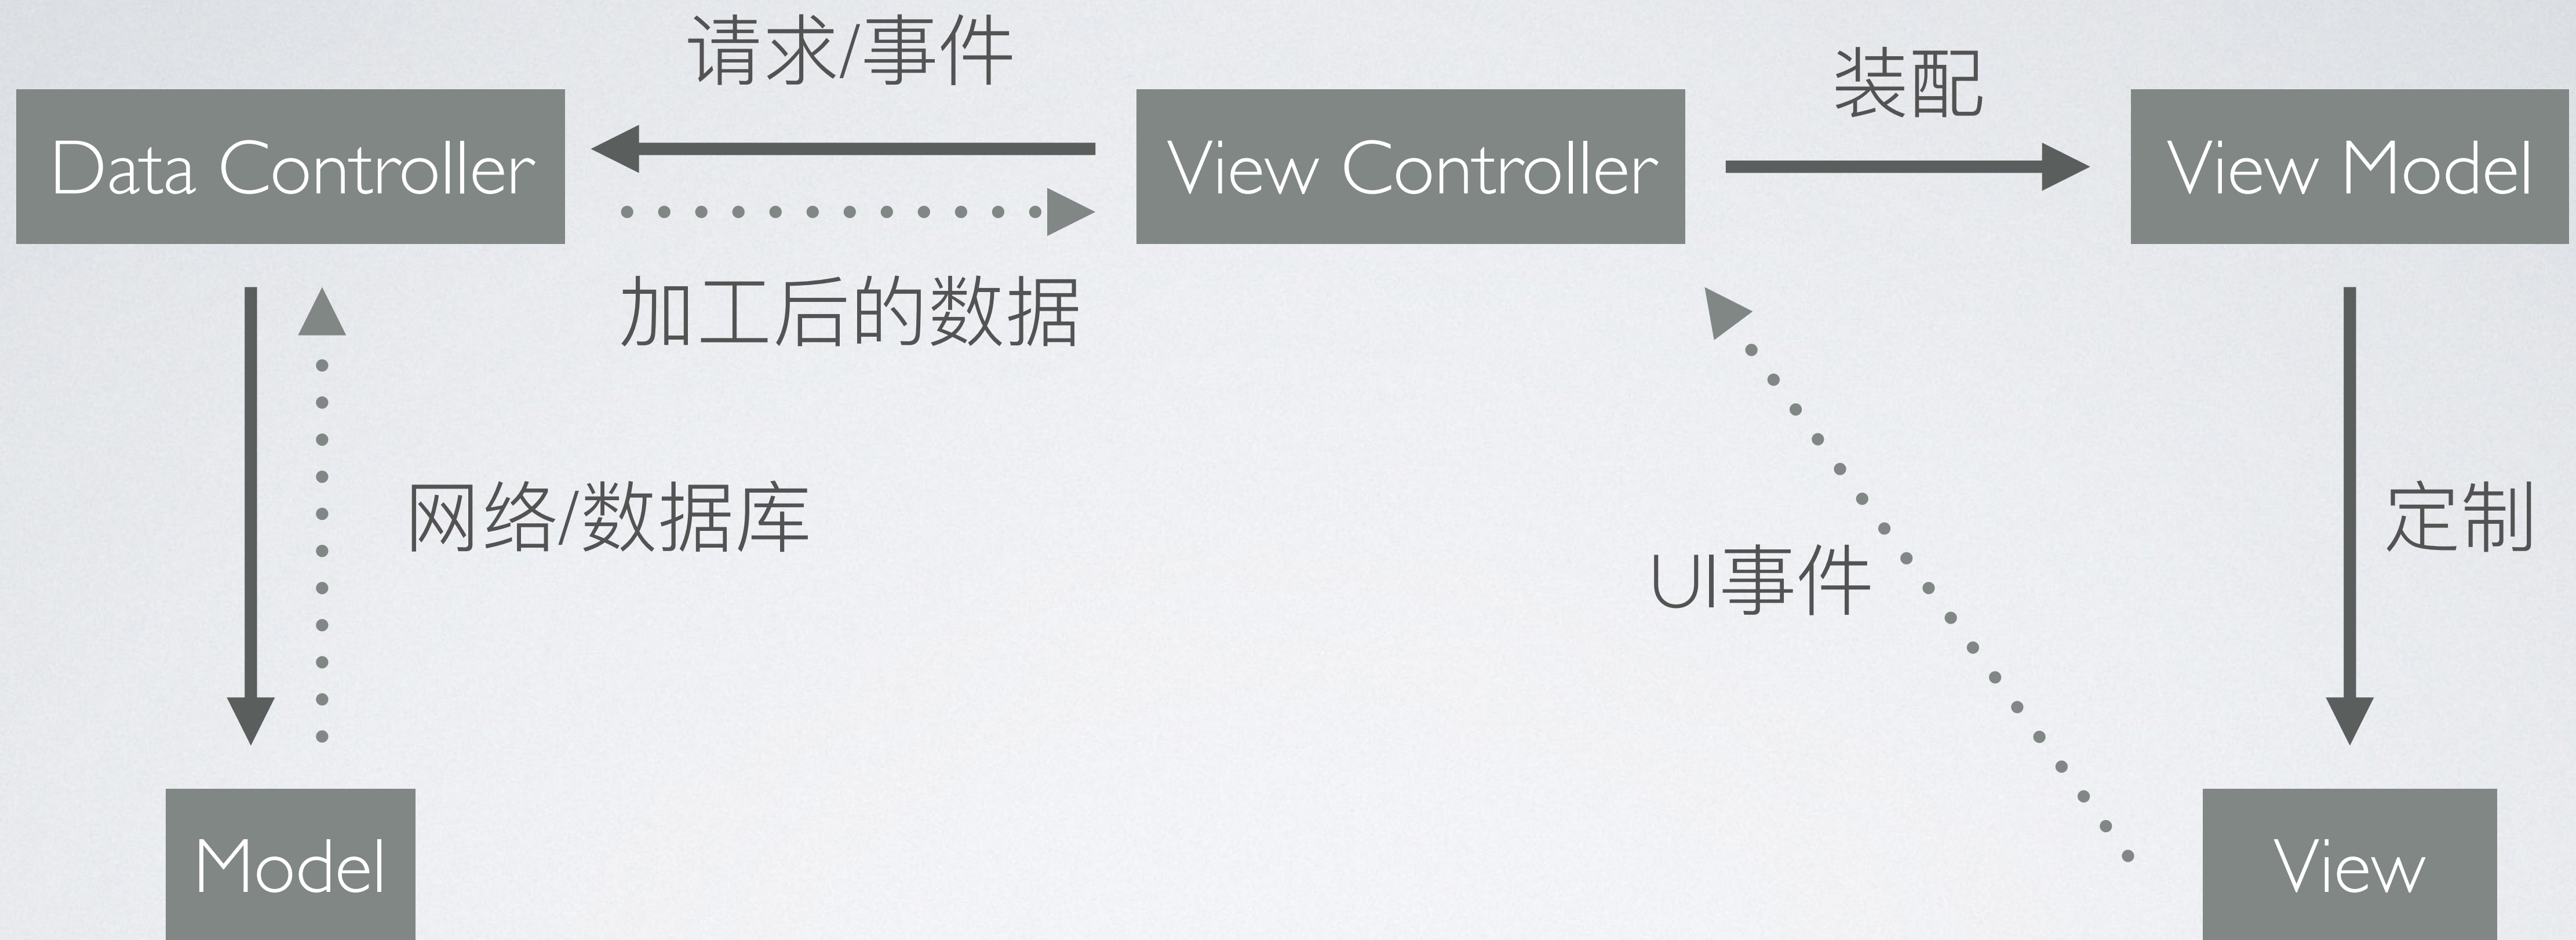 请求/事件
装配
Data Controller
View Controller
View Model
加工后的数据
网络/数据库
定制
UI事件
Model
View